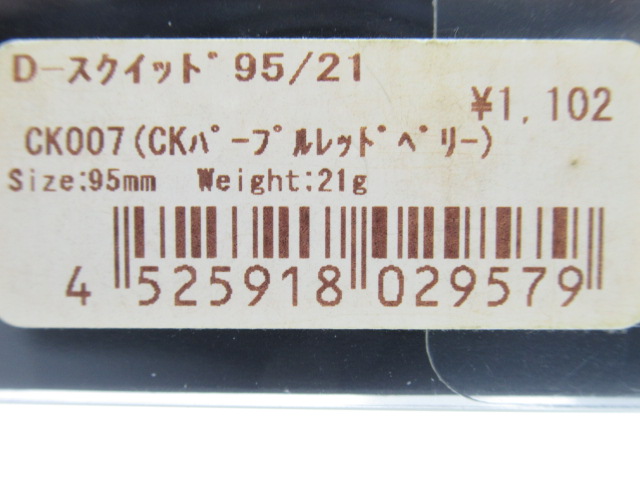 D-スクイッド 95/21
¥1,102
CK007(CKパープルレッドベリー)
Size:95mm Weight:21g
4 525918 029579